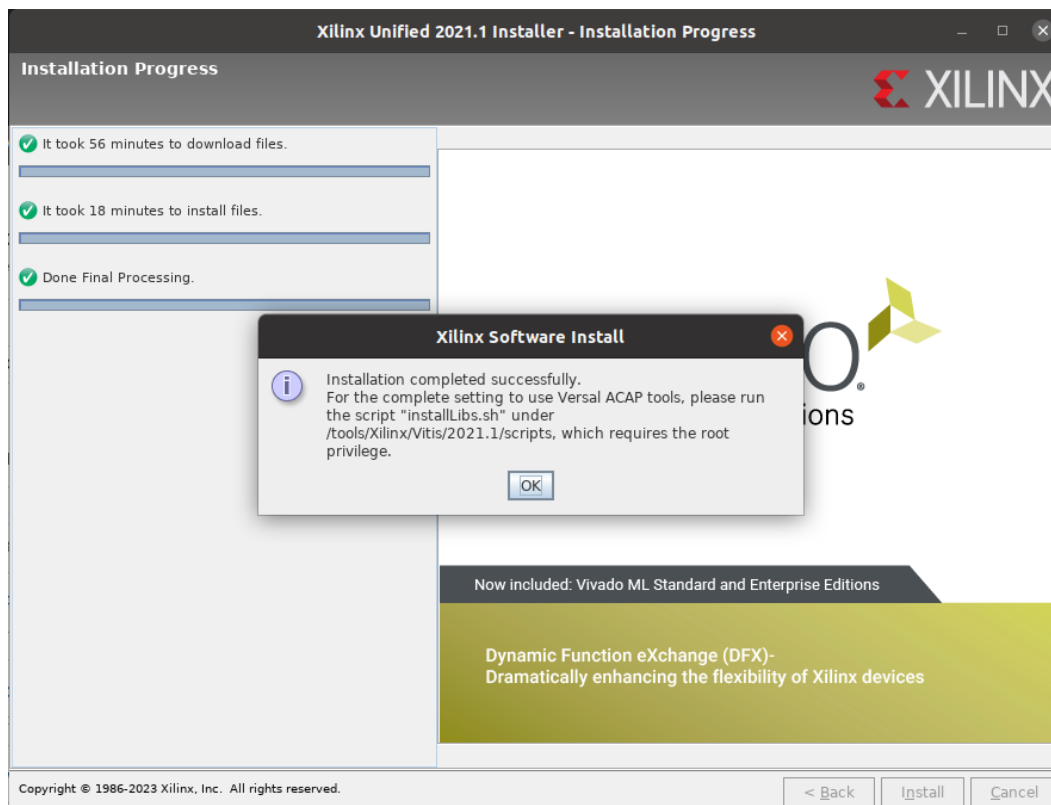 Xilinx Unified 2021.1 Installer - Installation Progress
Installation Progress
XILINX
It took 56 minutes to download files.
It took 18 minutes to install files.
Done Final Processing.
Xilinx Software Install
Installation completed successfully.
For the complete setting to use Versal ACAP tools, please run
the script "installLibs.sh" under
/tools/Xilinx/Vitis/2021.1/scripts, which requires the root
privilege.
OK
O®
ions
Now included: Vivado ML Standard and Enterprise Editions
Dynamic Function eXchange (DFX)-
Dramatically enhancing the flexibility of Xilinx devices
Copyright © 1986-2023 Xilinx, Inc. All rights reserved.
< Back
Install
Cancel